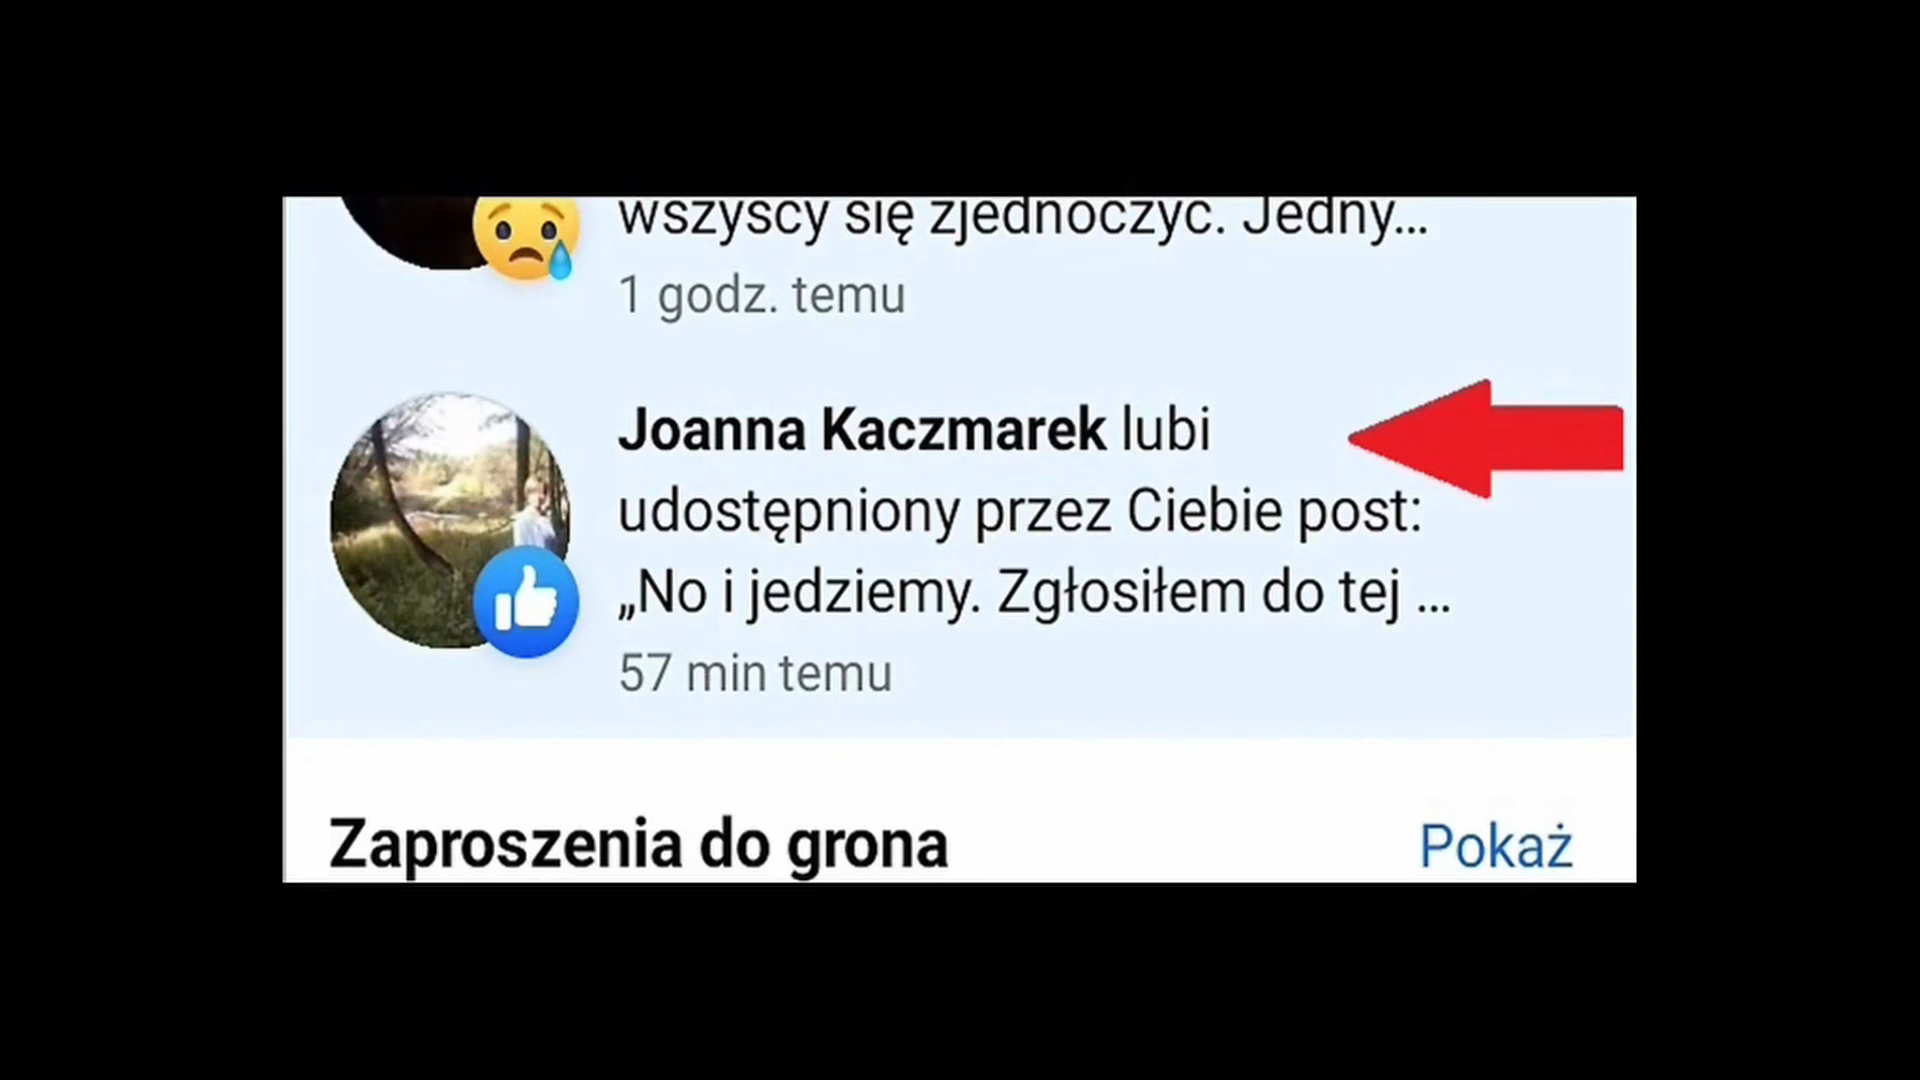 wszyscy się zjednoczyć. Jedny...
1 godz. temu
Joanna Kaczmarek lubi
udostępniony przez Ciebie post:
„No i jedziemy. Zgłosiłem do tej ...
57 min temu
Zaproszenia do grona
Pokaż